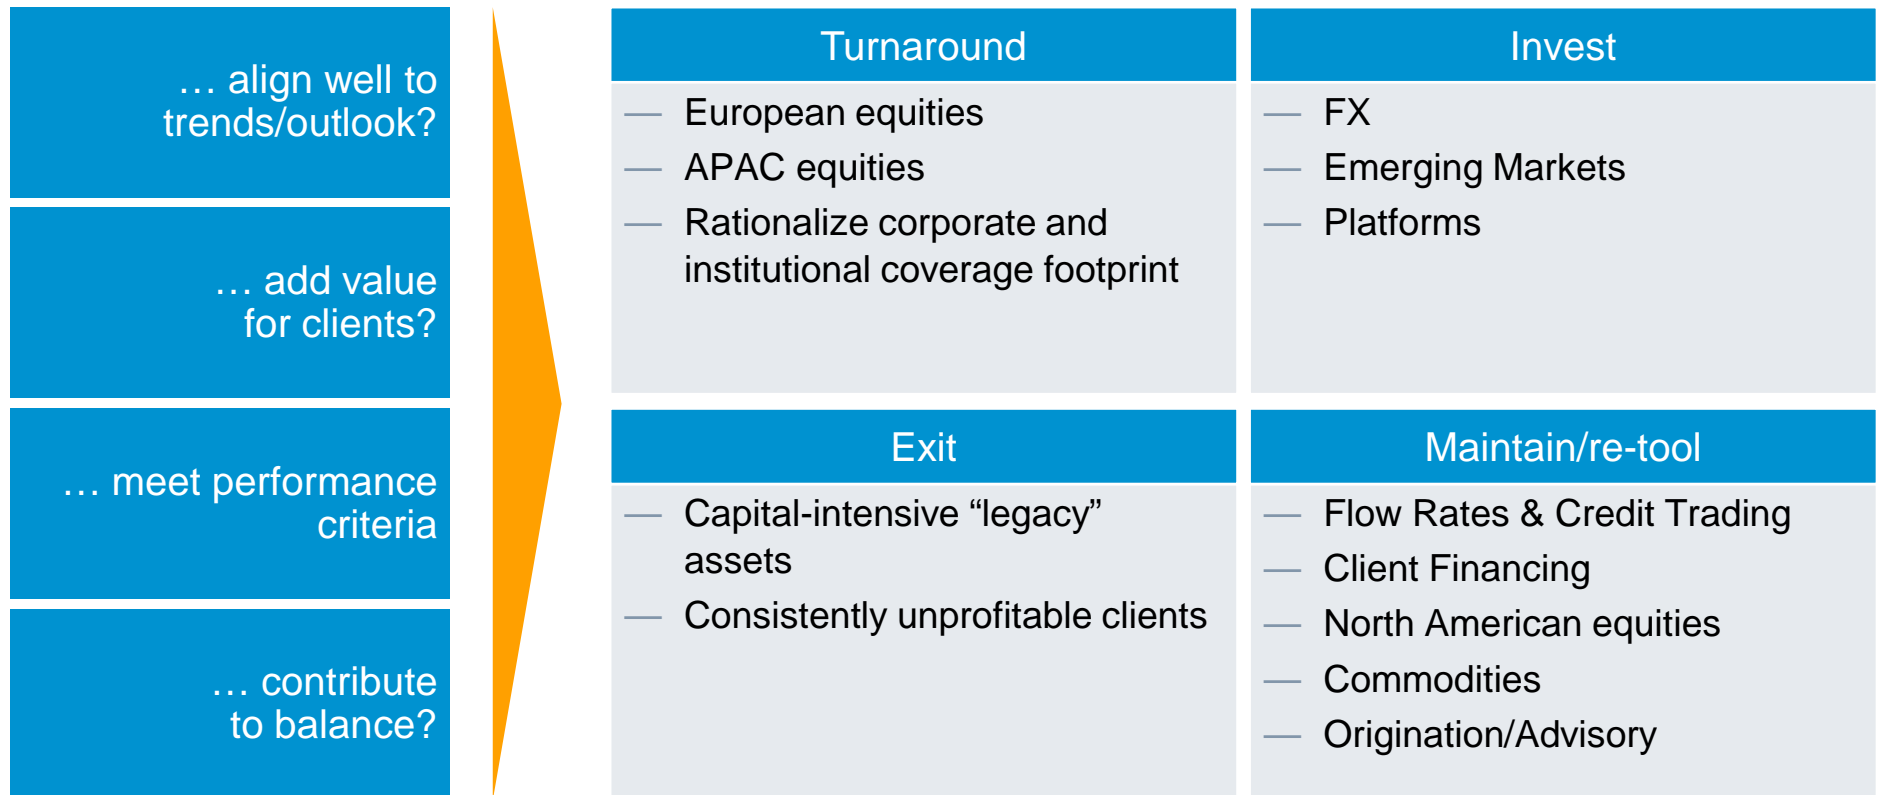 … align well to
trends/outlook?
… add value
for clients?
… meet performance
criteria
… contribute
to balance?
Turnaround
— European equities
— APAC equities
— Rationalize corporate and
institutional coverage footprint
Invest
— FX
— Emerging Markets
— Platforms
Exit
— Capital-intensive “legacy”
assets
— Consistently unprofitable clients
Maintain/re-tool
— Flow Rates & Credit Trading
— Client Financing
— North American equities
— Commodities
— Origination/Advisory